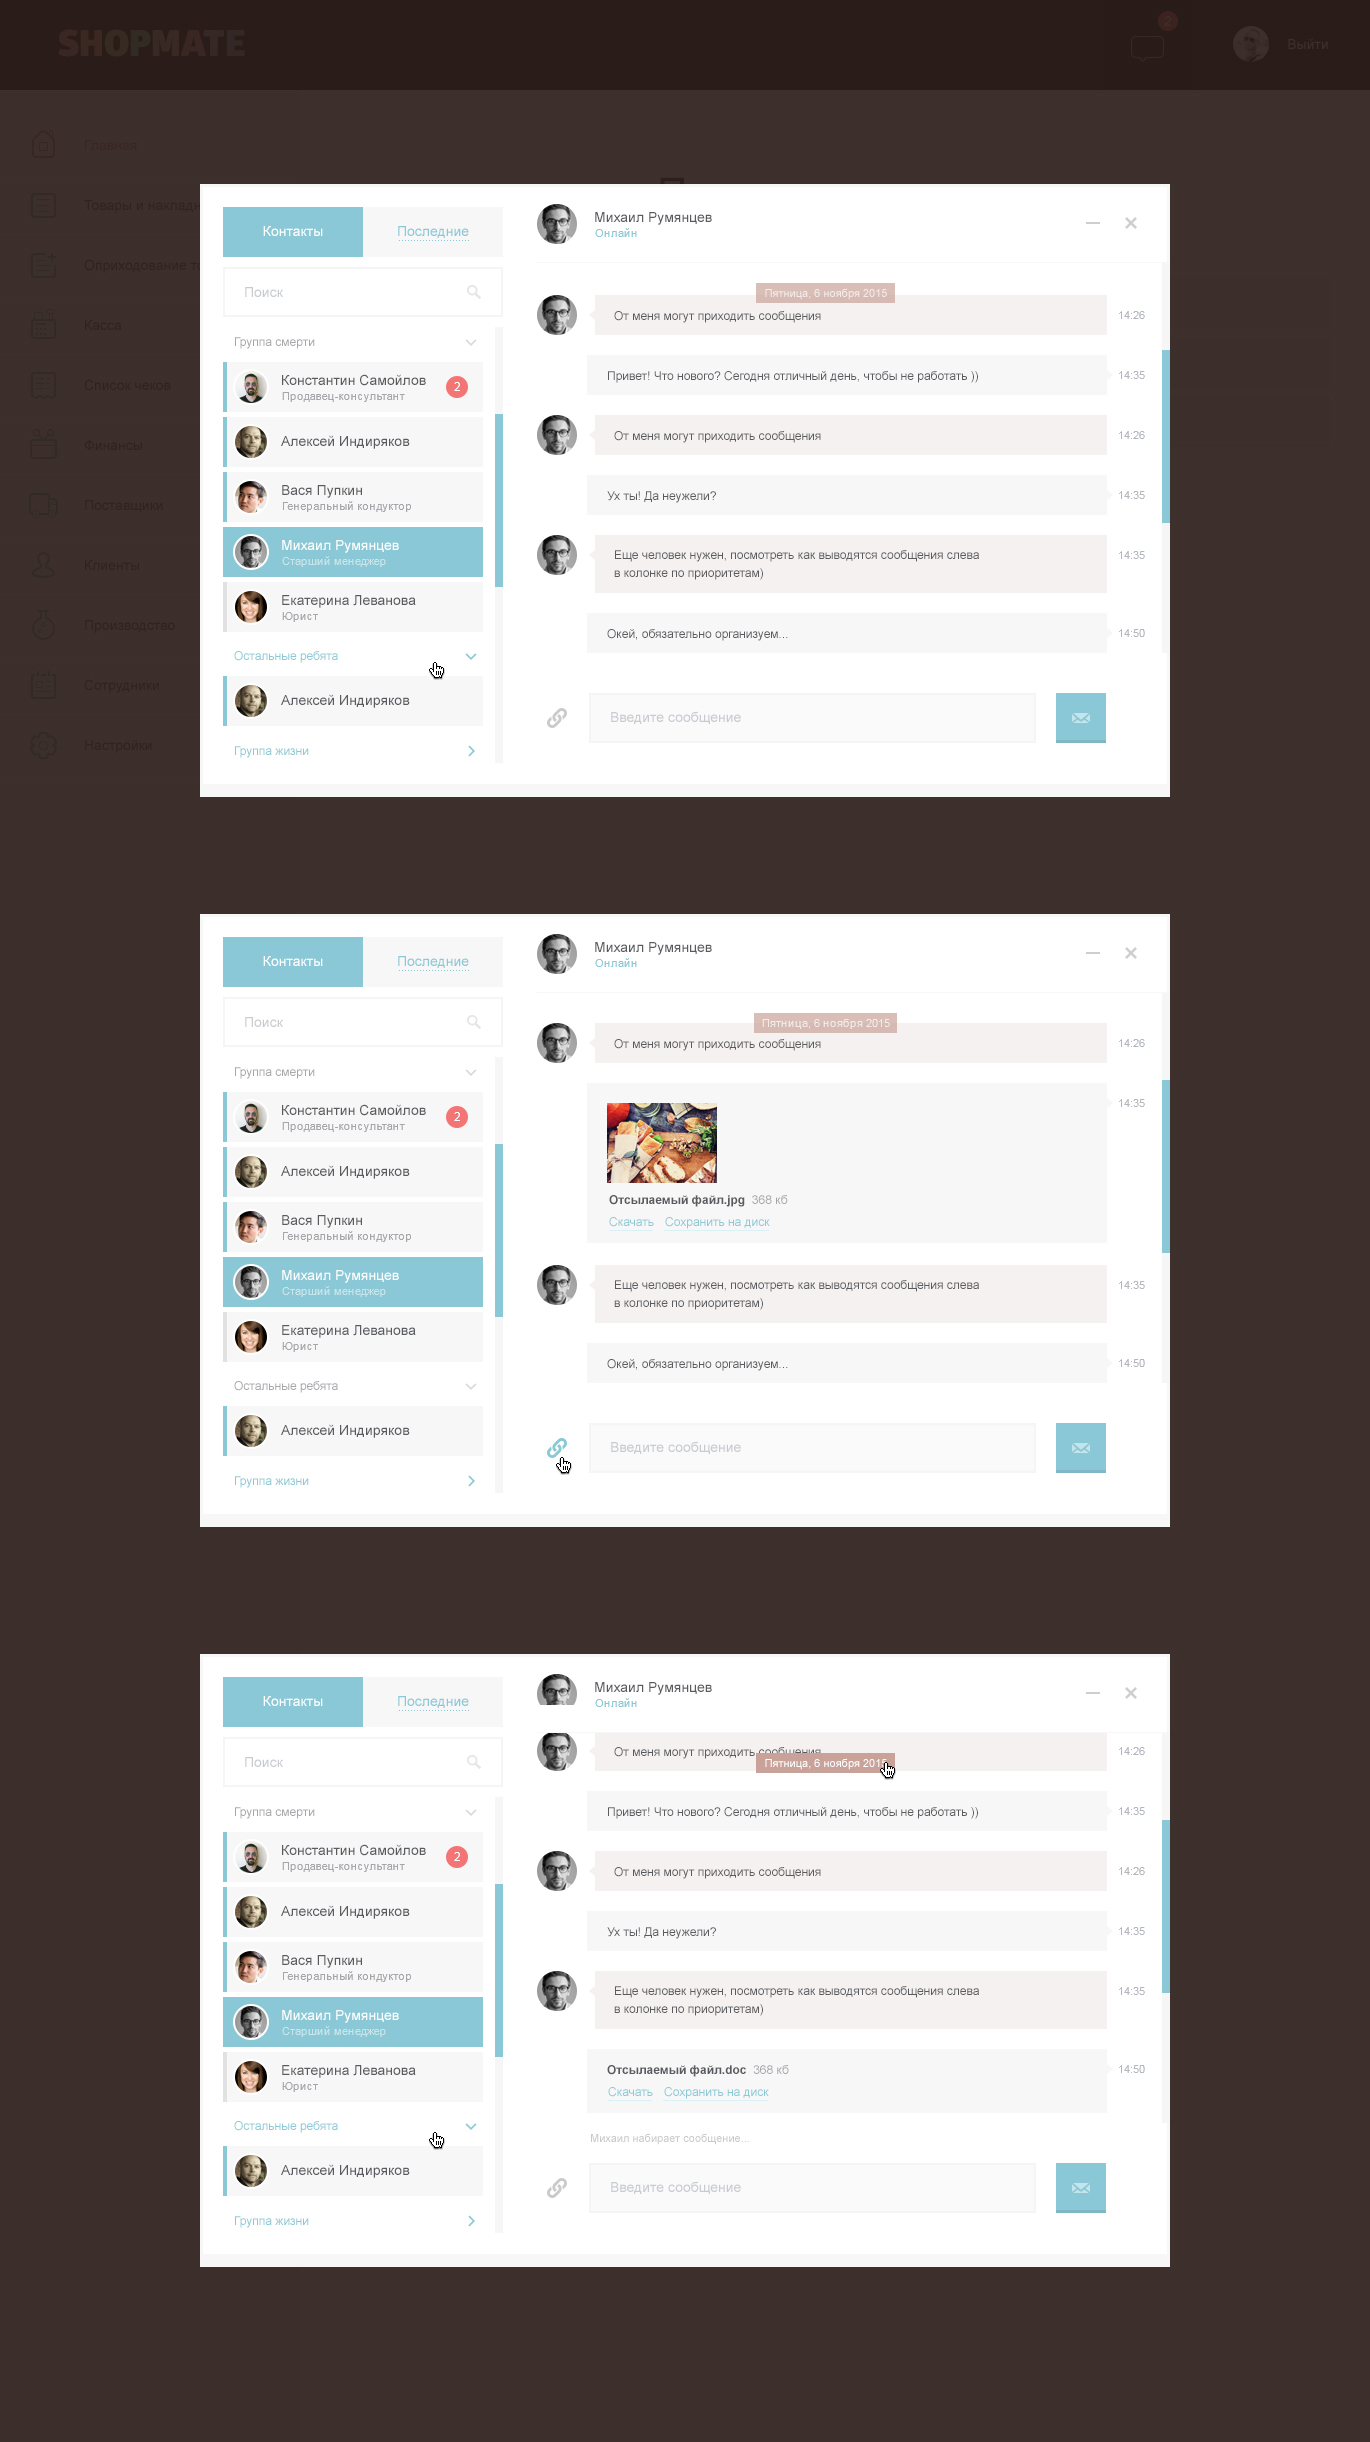 SHOPMATE
2
Выйти
Главная
Товары и накладе
Оприходование т
Касса
Список чеков
Финансы
Поставщики
Клиенты
Производство
Сотрудники
Настройки
Контакты
Последние
Поиск
Группа смерти
Константин Самойлов
Продавец-консультант
2
Алексей Индиряков
Вася Пупкин
Генеральный кондуктор
Михаил Румянцев
Старший менеджер
Екатерина Леванова
Юрист
Остальные ребята
Алексей Индиряков
Группа жизни
Михаил Румянцев
Онлайн
Пятница, 6 ноября 2015
От меня могут приходить сообщения
14:26
Привет! Что нового? Сегодня отличный день, чтобы не работать ))
14:35
От меня могут приходить сообщения
14:26
Ух ты! Да неужели?
14:35
Еще человек нужен, посмотреть как выводятся сообщения слева
в колонке по приоритетам)
14:35
Окей, обязательно организуем...
14:50
Введите сообщение
Контакты
Последние
Поиск
Группа смерти
Константин Самойлов
Продавец-консультант
2
Алексей Индиряков
Вася Пупкин
Генеральный кондуктор
Михаил Румянцев
Старший менеджер
Екатерина Леванова
Юрист
Остальные ребята
Алексей Индиряков
Группа жизни
Михаил Румянцев
Онлайн
Пятница, 6 ноября 2015
От меня могут приходить сообщения
14:26
14:35
Отсылаемый файл.jpg 368 кб
Скачать Сохранить на диск
Еще человек нужен, посмотреть как выводятся сообщения слева
в колонке по приоритетам)
14:35
Окей, обязательно организуем...
14:50
Введите сообщение
Контакты
Последние
Поиск
Группа смерти
Константин Самойлов
Продавец-консультант
2
Алексей Индиряков
Вася Пупкин
Генеральный кондуктор
Михаил Румянцев
Старший менеджер
Екатерина Леванова
Юрист
Остальные ребята
Алексей Индиряков
Группа жизни
Михаил Румянцев
Онлайн
От меня могут приходить сообщения
14:26
Пятница, 6 ноября 2015
Привет! Что нового? Сегодня отличный день, чтобы не работать ))
14:35
От меня могут приходить сообщения
14:26
Ух ты! Да неужели?
14:35
Еще человек нужен, посмотреть как выводятся сообщения слева
в колонке по приоритетам)
14:35
Отсылаемый файл.doc 368 кб
14:50
Скачать Сохранить на диск
Михаил набирает сообщение...
Введите сообщение